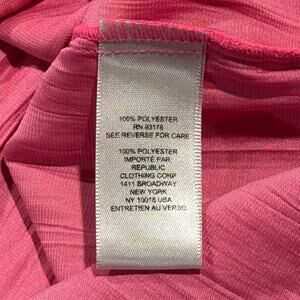 100% POLYESTER
RN 93178
SEE REVERSE FOR CARE
100% POLYESTER
IMPORTÉ PAR
REPUBLIC
CLOTHING CORP
1411 BROADWAY
NEW YORK
NY 10018 USA
ENTRETIEN AU VERSO